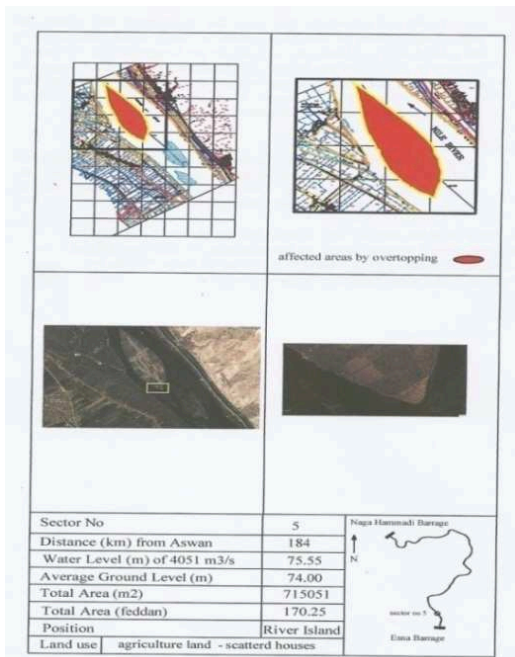 NILE RIVER
affected areas by overtopping
Sector No 5
Distance (km) from Aswan 184
Water Level (m) of 4051 m3/s 75.55
Average Ground Level (m) 74.00
Total Area (m2) 715051
Total Area (feddan) 170.25
Position River Island
Land use agriculture land - scatterd houses
Naga Hammadi Barrage
N
sector no 5
Esna Barrage